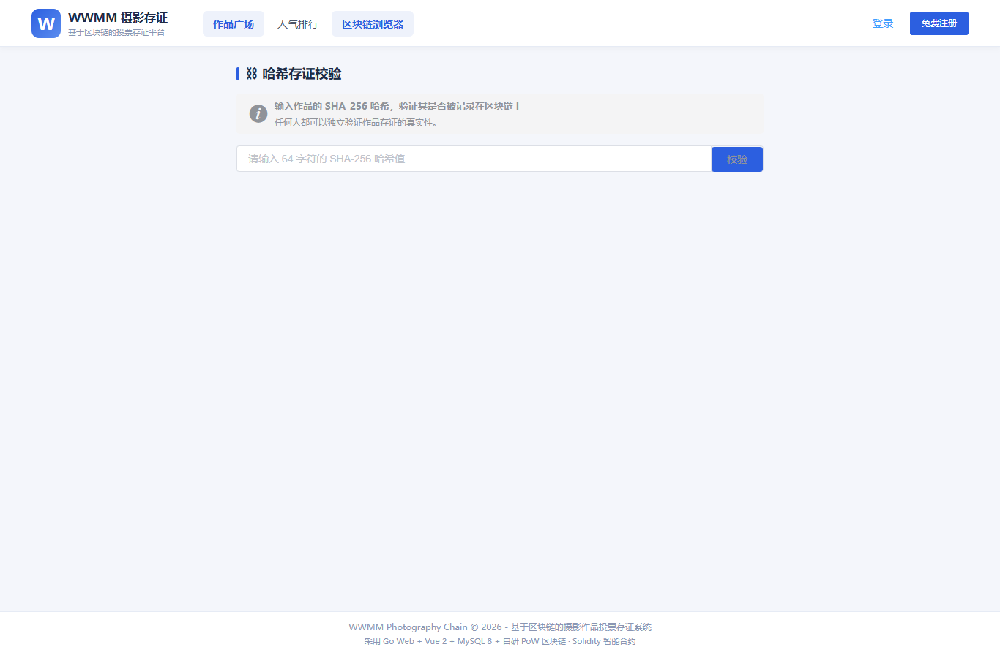 W
WWMM 摄影存证
基于区块链的投票存证平台
作品广场
人气排行
区块链浏览器
登录
免费注册
⛓ 哈希存证校验
输入作品的 SHA-256 哈希，验证其是否被记录在区块链上
任何人都可以独立验证作品存证的真实性。
请输入 64 字符的 SHA-256 哈希值
校验
WWMM Photography Chain © 2026 - 基于区块链的摄影作品投票存证系统
采用 Go Web + Vue 2 + MySQL 8 + 自研 PoW 区块链 · Solidity 智能合约